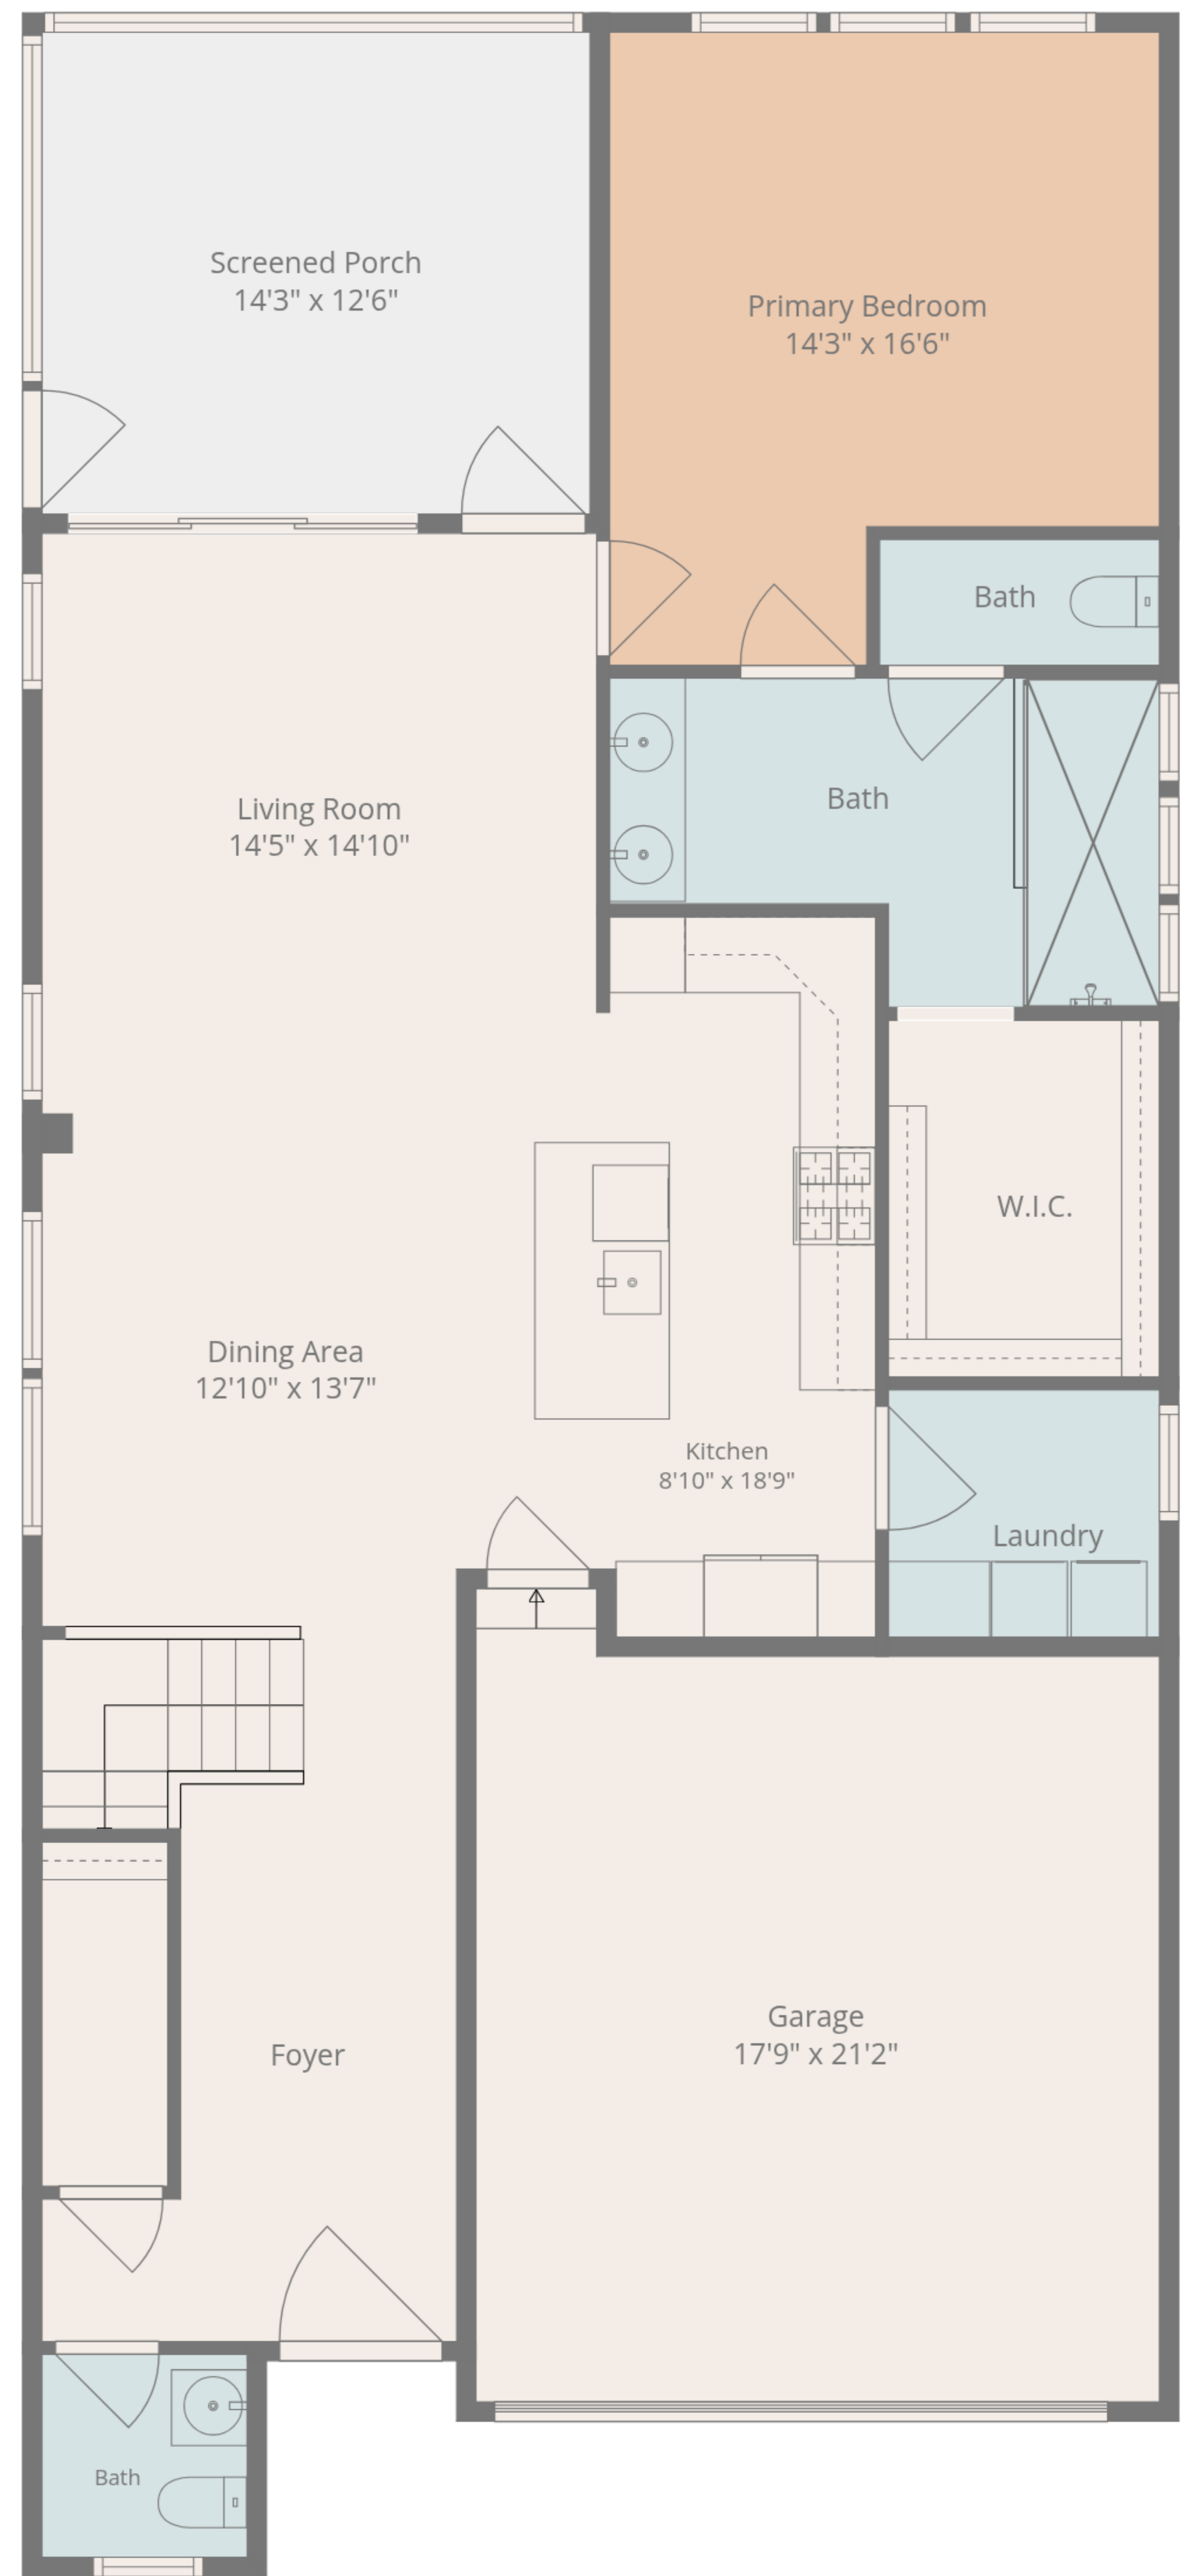 Screened Porch
14'3" x 12'6"
Primary Bedroom
14'3" x 16'6"
Bath
Living Room
14'5" x 14'10"
Bath
W.I.C.
Dining Area
12'10" x 13'7"
Kitchen
8'10" x 18'9"
Laundry
Garage
17'9" x 21'2"
Foyer
Bath